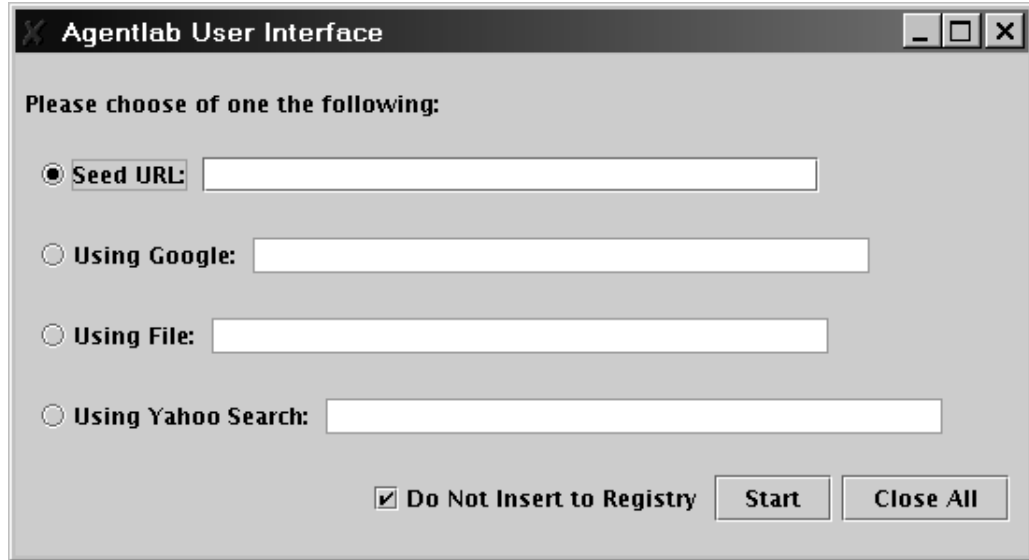 Agentlab User Interface
Please choose of one the following:
Seed URL:
Using Google:
Using File:
Using Yahoo Search:
Do Not Insert to Registry Start Close All